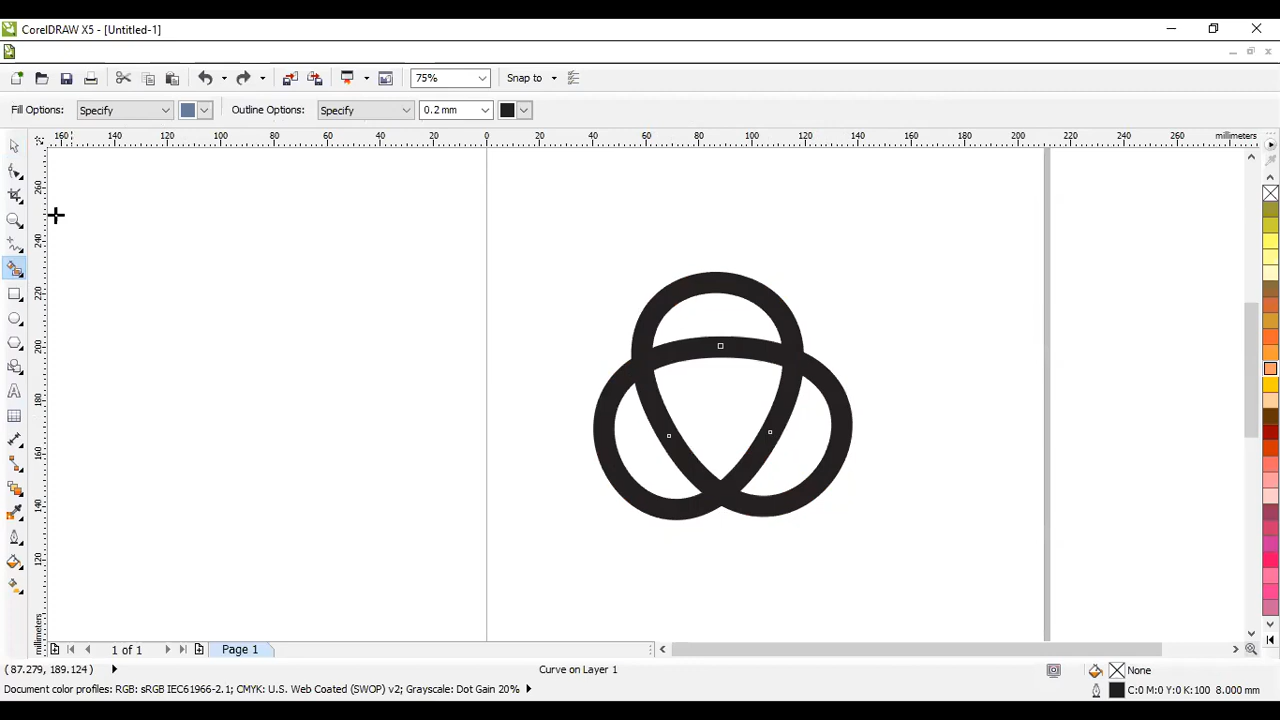 CorelDRAW X5 - [Untitled-1]
75% Snap to
Fill Options: Specify Outline Options: Specify 0.2 mm
160 140 120 100 80 60 40 20 0 20 40 60 80 100 120 140 160 180 200 220 240 260 millimeters
260
240
220
200
180
160
140
120
millimeters
1 of 1 Page 1
(87.279, 189.124) Curve on Layer 1 None
Document color profiles: RGB: sRGB IEC61966-2.1; CMYK: U.S. Web Coated (SWOP) v2; Grayscale: Dot Gain 20% C:0 M:0 Y:0 K:100 8.000 mm